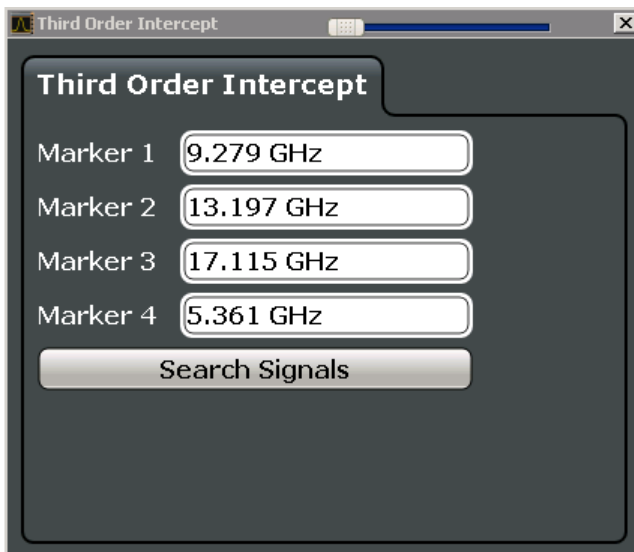 Third Order Intercept
Third Order Intercept
Marker 1 9.279 GHz
Marker 2 13.197 GHz
Marker 3 17.115 GHz
Marker 4 5.361 GHz
Search Signals